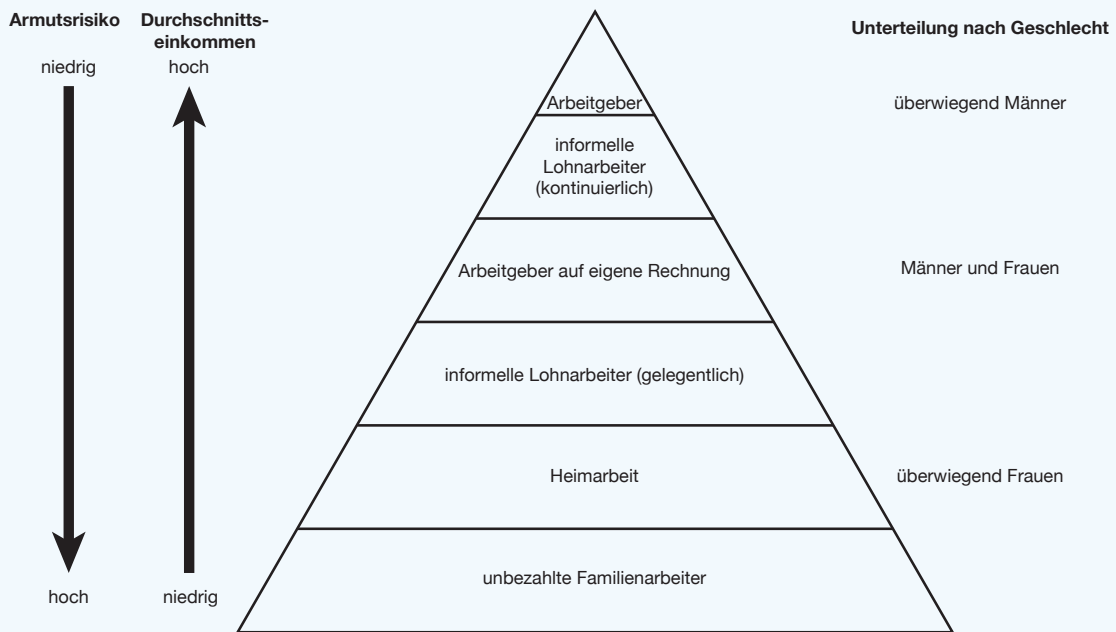 Armutsrisiko
niedrig
hoch
Durchschnitts-
einkommen
hoch
niedrig
Arbeitgeber
informelle
Lohnarbeiter
(kontinuierlich)
Arbeitgeber auf eigene Rechnung
informelle Lohnarbeiter (gelegentlich)
Heimarbeit
unbezahlte Familienarbeiter
Unterteilung nach Geschlecht
überwiegend Männer
Männer und Frauen
überwiegend Frauen